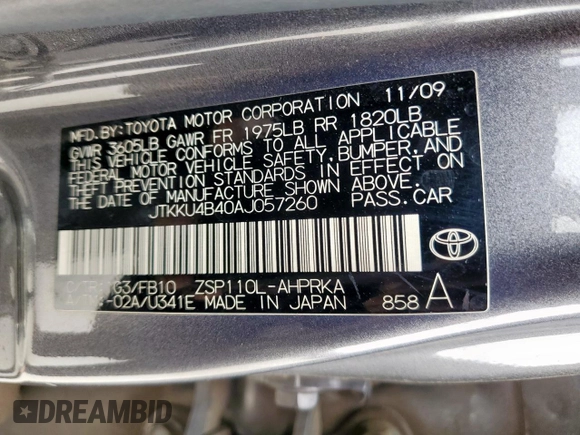 MFD.BY:TOYOTA MOTOR CORPORATION 11/09
GVWR 3605LB GAWR FR 1975LB RR 1820LB
THIS VEHICLE CONFORMS TO ALL APPLICABLE
FEDERAL MOTOR VEHICLE SAFETY, BUMPER, AND
THEFT PREVENTION STANDARDS IN EFFECT ON
THE DATE OF MANUFACTURE SHOWN ABOVE.
JTKKU4B40AJ057260 PASS.CAR
G3/FB10 ZSP110L-AHPRKA
-02A/U341E MADE IN JAPAN 858 A
DREAMBID